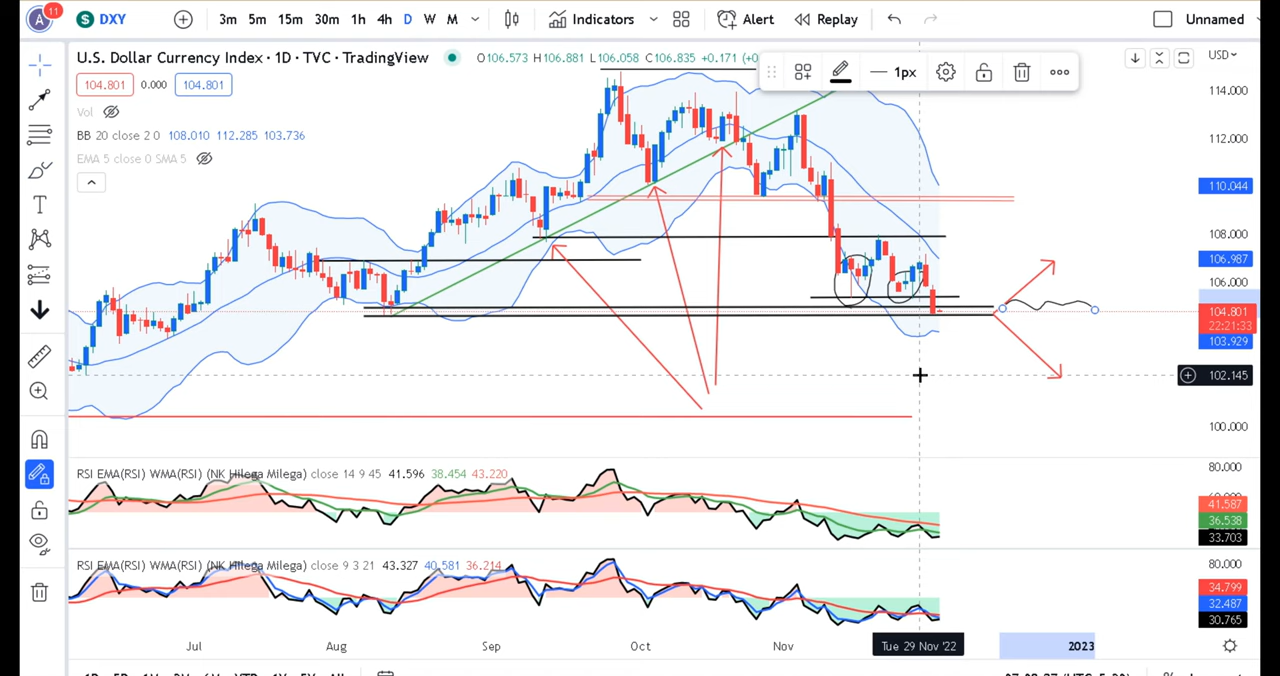 A 11 S DXY 3m 5m 15m 30m 1h 4h D W M Indicators Alert Replay Unnamed
U.S. Dollar Currency Index · 1D · TVC · TradingView O106.573 H106.881 L106.058 C106.835 +0.171 (+0 1px USD
104.801 0.000 104.801
114.000
Vol
BB 20 close 2 0 108.010 112.285 103.736
112.000
EMA 5 close 0 SMA 5
110.044
108.000
106.987
106.000
104.801
22:21:33
103.929
102.145
100.000
RSI EMA(RSI) WMA(RSI) (NK Hilega Milega) close 14 9 45 41.596 38.454 43.220
80.000
41.587
36.538
33.703
RSI EMA(RSI) WMA(RSI) (NK Hilega Milega) close 9 3 21 43.327 40.581 36.214
80.000
34.799
32.487
30.765
Jul Aug Sep Oct Nov Tue 29 Nov '22 2023